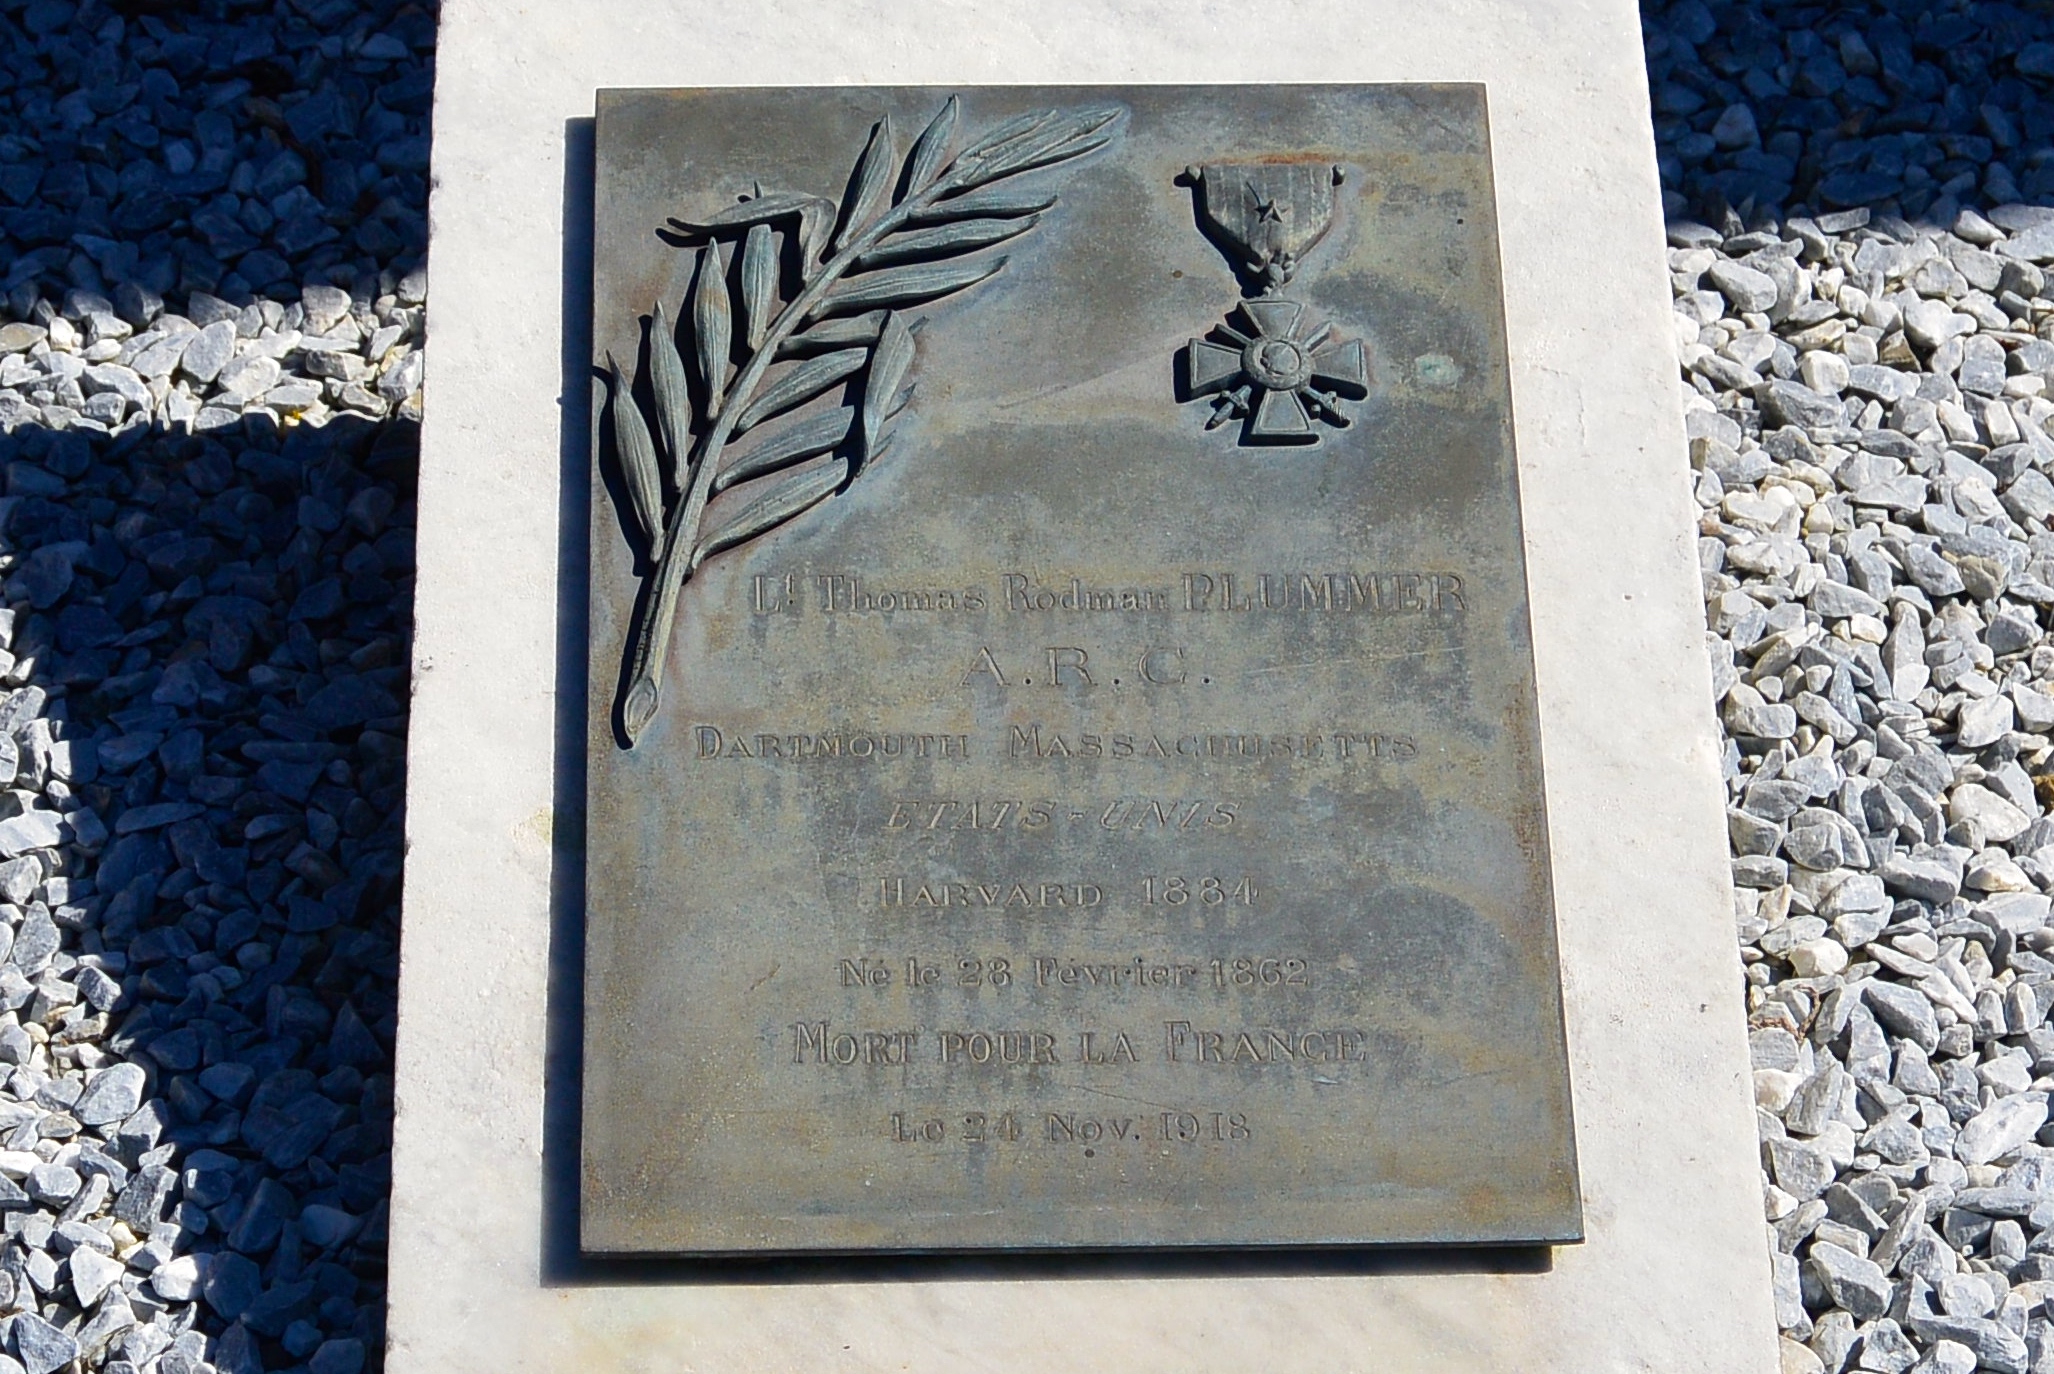 Lt Thomas Rodman PLUMMER
A.R.C.
DARTMOUTH MASSACHUSETTS
ETATS-UNIS
HARVARD 1884
Né le 28 Février 1862
MORT POUR LA FRANCE
Le 24 Nov. 1918